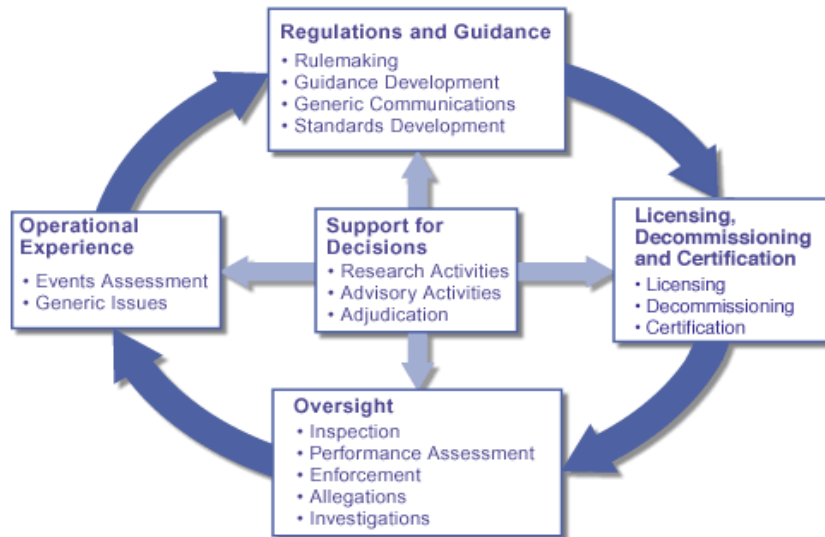 Regulations and Guidance
• Rulemaking
• Guidance Development
• Generic Communications
• Standards Development
Operational
Experience
• Events Assessment
• Generic Issues
Support for
Decisions
• Research Activities
• Advisory Activities
• Adjudication
Licensing,
Decommissioning
and Certification
• Licensing
• Decommissioning
• Certification
Oversight
• Inspection
• Performance Assessment
• Enforcement
• Allegations
• Investigations